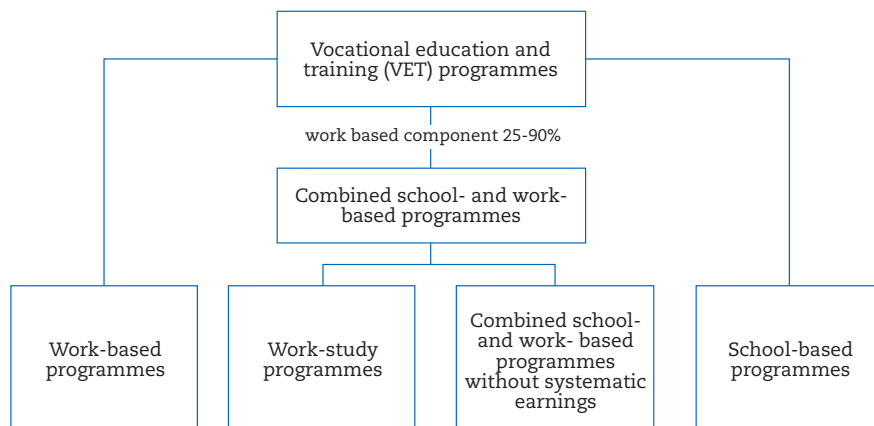 Vocational education and
training (VET) programmes
work based component 25-90%
Combined school- and work-
based programmes
Work-based
programmes
Work-study
programmes
Combined school-
and work- based
programmes
without systematic
earnings
School-based
programmes